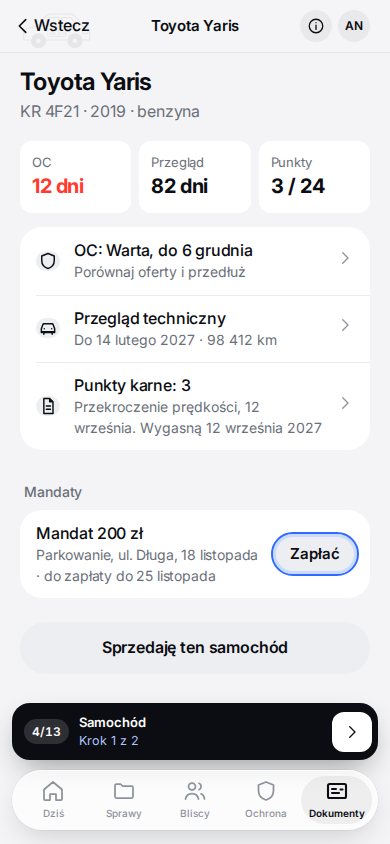 Wstecz
Toyota Yaris
AN
Toyota Yaris
KR 4F21 · 2019 · benzyna
OC
12 dni
Przegląd
82 dni
Punkty
3 / 24
OC: Warta, do 6 grudnia
Porównaj oferty i przedłuż
Przegląd techniczny
Do 14 lutego 2027 · 98 412 km
Punkty karne: 3
Przekroczenie prędkości, 12
września. Wygasną 12 września 2027
Mandaty
Mandat 200 zł
Parkowanie, ul. Długa, 18 listopada
· do zapłaty do 25 listopada
Zapłać
Sprzedaję ten samochód
4/13
Samochód
Krok 1 z 2
Dziś
Sprawy
Bliscy
Ochrona
Dokumenty